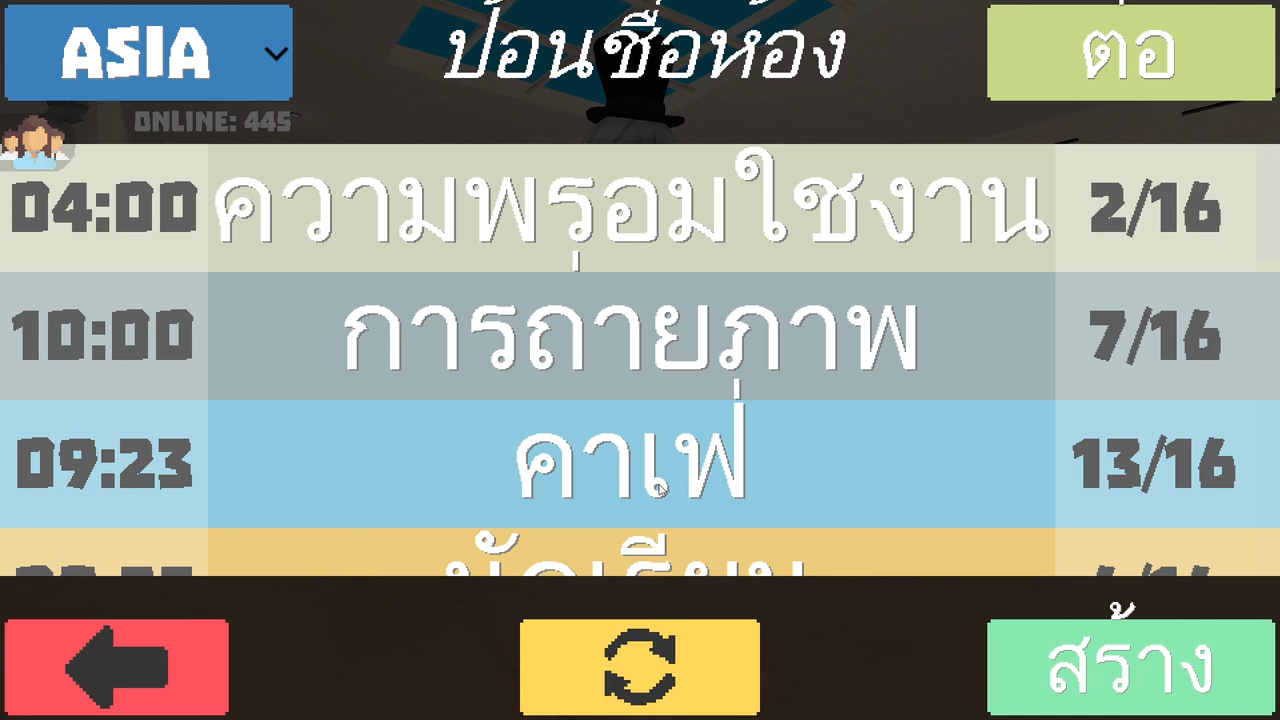 ASIA
ป้อนชื่อห้อง
ต่อ
ONLINE: 445
04:00 ความพร้อมใช้งาน 2/16
10:00 การถ่ายภาพ 7/16
09:23 คาเฟ่ 13/16
สร้าง